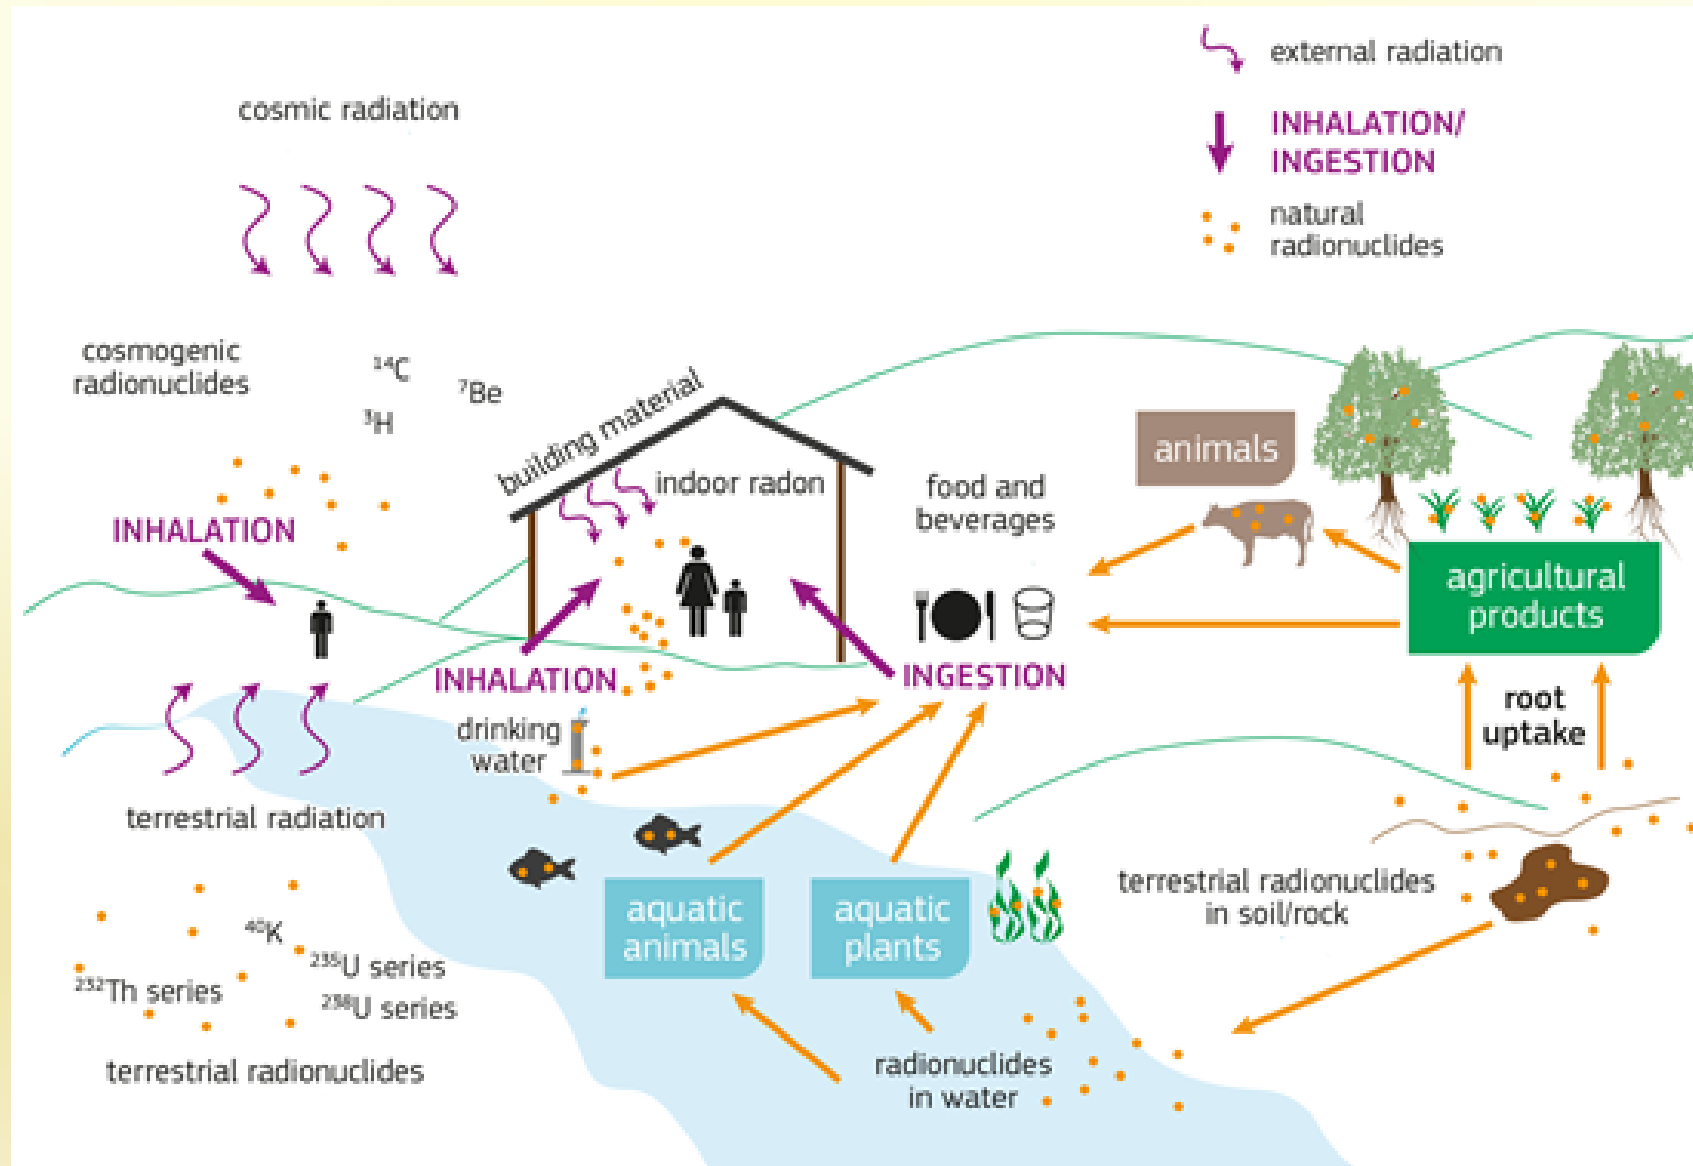 external radiation
INHALATION/
INGESTION
natural
radionuclides
cosmic radiation
cosmogenic
radionuclides
¹⁴C
⁷Be
³H
building material
indoor radon
INHALATION
food and
beverages
animals
agricultural
products
root
uptake
INHALATION
INGESTION
drinking
water
terrestrial radiation
aquatic
animals
aquatic
plants
terrestrial radionuclides
in soil/rock
⁴⁰K
²³⁵U series
²³²Th series
²³⁸U series
terrestrial radionuclides
radionuclides
in water